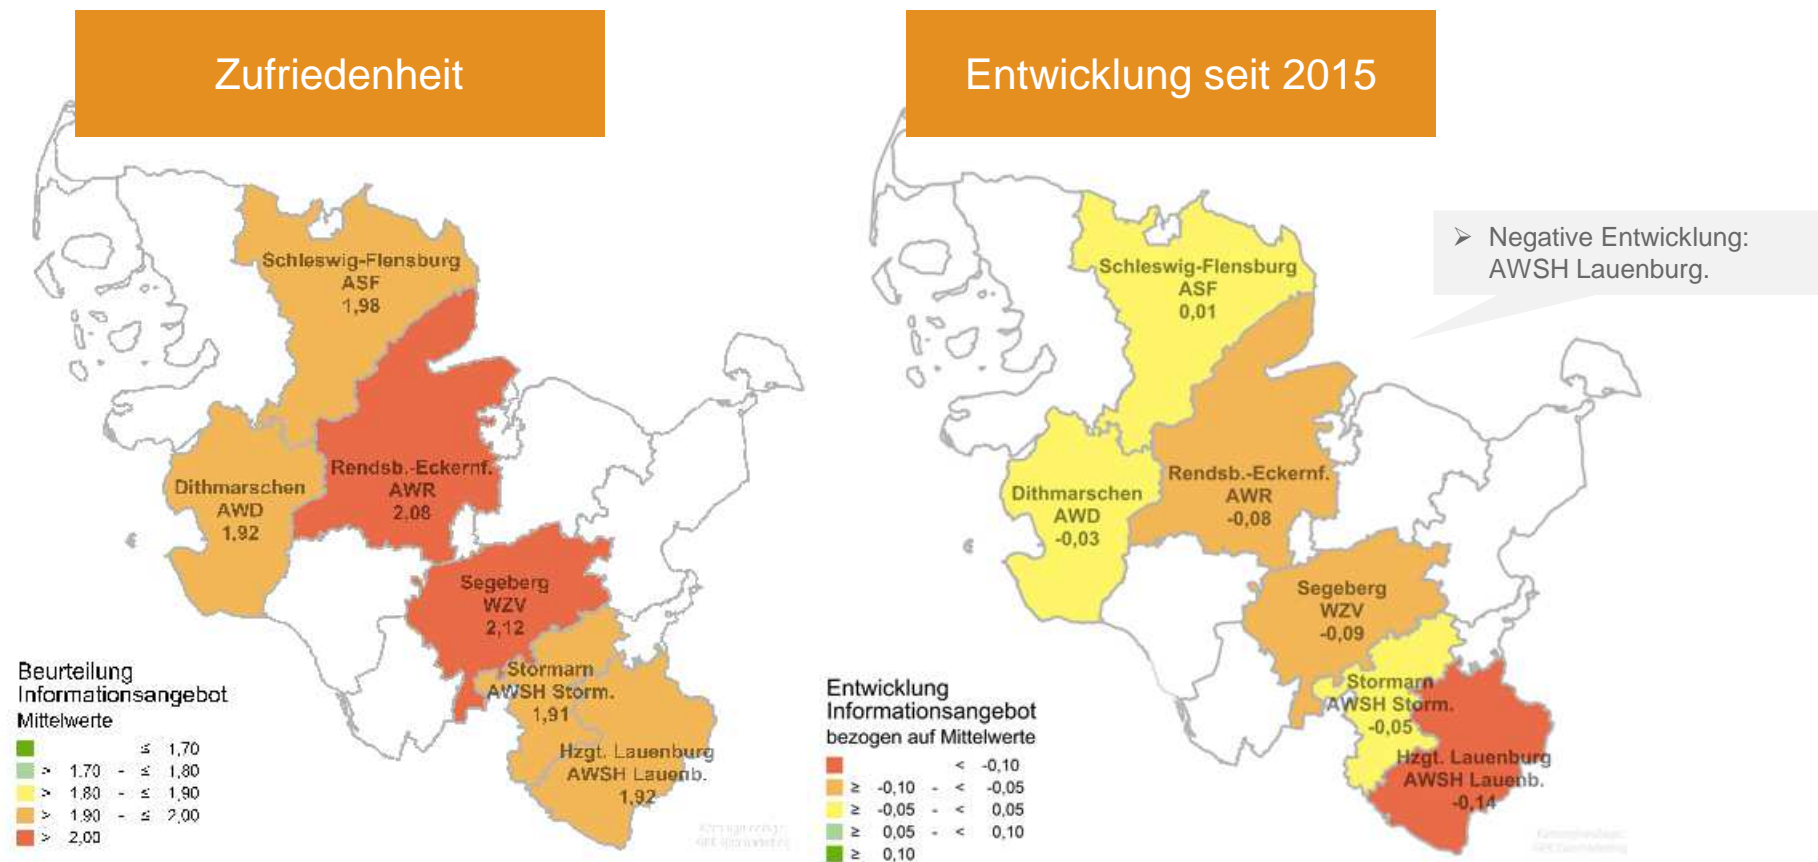 Zufriedenheit
Schleswig-Flensburg
ASF
1,98
Rendsb.-Eckernf.
AWR
2,08
Dithmarschen
AWD
1,92
Segeberg
WZV
2,12
Stormarn
AWSH Storm.
1,91
Hzgt. Lauenburg
AWSH Lauenb.
1,92
Beurteilung
Informationsangebot
Mittelwerte
≤ 1,70
> 1,70 - ≤ 1,80
> 1,80 - ≤ 1,90
> 1,90 - ≤ 2,00
> 2,00
Entwicklung seit 2015
➢ Negative Entwicklung:
AWSH Lauenburg.
Schleswig-Flensburg
ASF
0,01
Rendsb.-Eckernf.
AWR
-0,08
Dithmarschen
AWD
-0,03
Segeberg
WZV
-0,09
Stormarn
AWSH Storm.
-0,05
Hzgt. Lauenburg
AWSH Lauenb.
-0,14
Entwicklung
Informationsangebot
bezogen auf Mittelwerte
< -0,10
≥ -0,10 - < -0,05
≥ -0,05 - < 0,05
≥ 0,05 - < 0,10
≥ 0,10